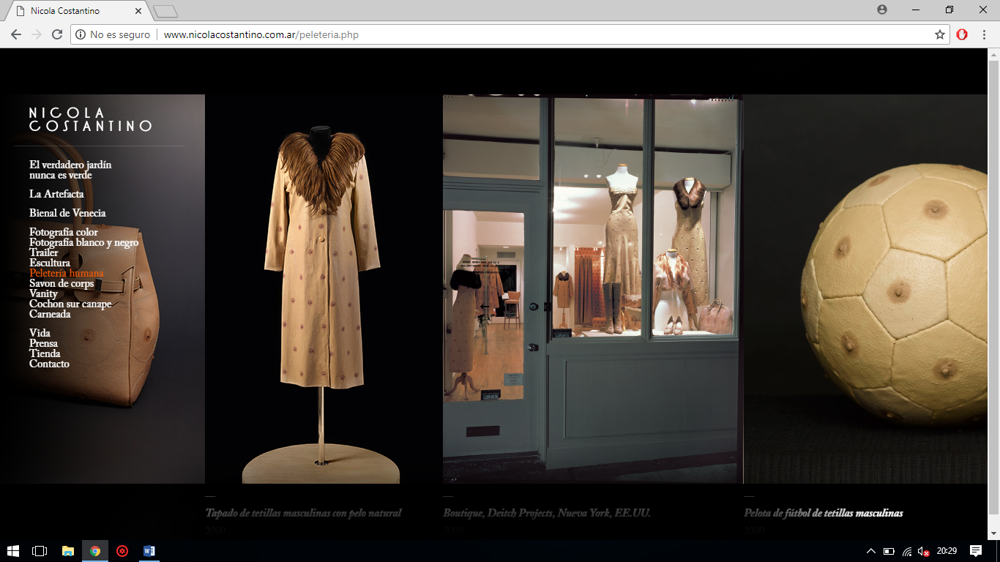 Nicola Costantino
No es seguro
www.nicolacostantino.com.ar/peleteria.php
NICOLA
COSTANTINO
El verdadero jardín
nunca es verde
La Artefacta
Bienal de Venecia
Fotografía color
Fotografía blanco y negro
Trailer
Escultura
Peletería humana
Savon de corps
Vanity
Cochon sur canape
Carneada
Vida
Prensa
Tienda
Contacto
Tapado de tetillas masculinas con pelo natural
2000
Boutique, Deitch Projects, Nueva York, EE.UU.
2000
Pelota de fútbol de tetillas masculinas
2000
20:29